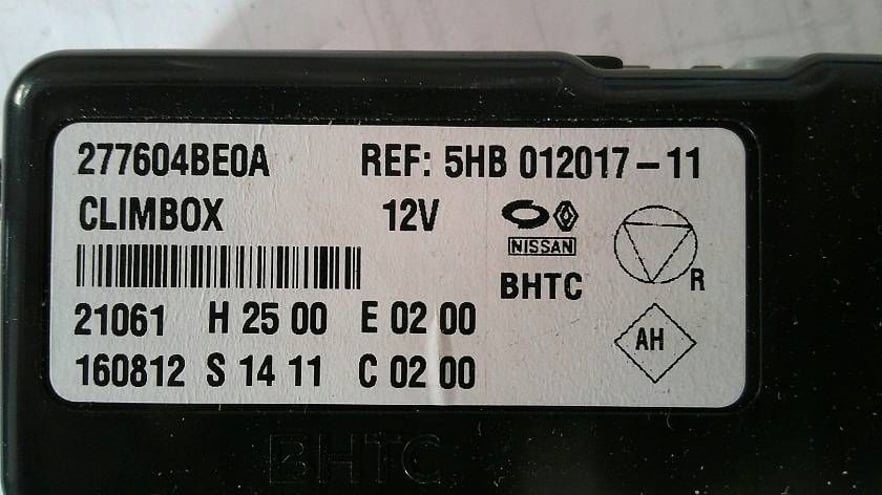 277604BE0A REF: 5HB 012017-11
CLIMBOX 12V
NISSAN
BHTC
R
21061 H 25 00 E 02 00
AH
160812 S 14 11 C 02 00
BHTC